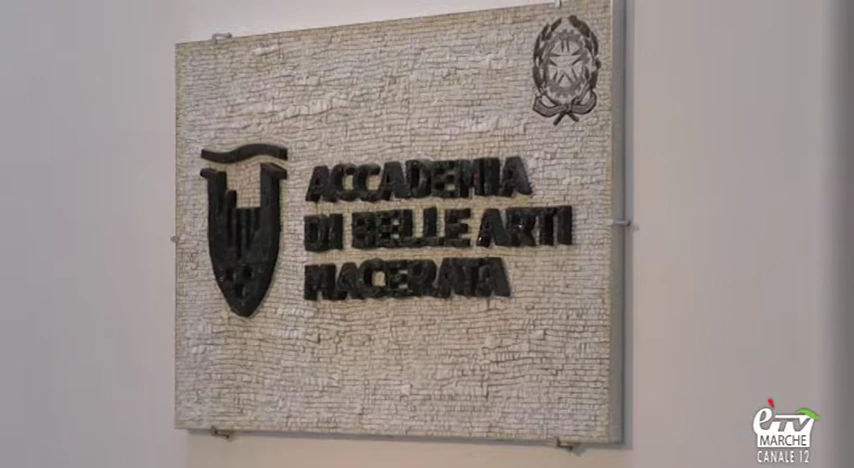 ACCADEMIA
DI BELLE ARTI
MACERATA
etv
MARCHE
CANALE 12